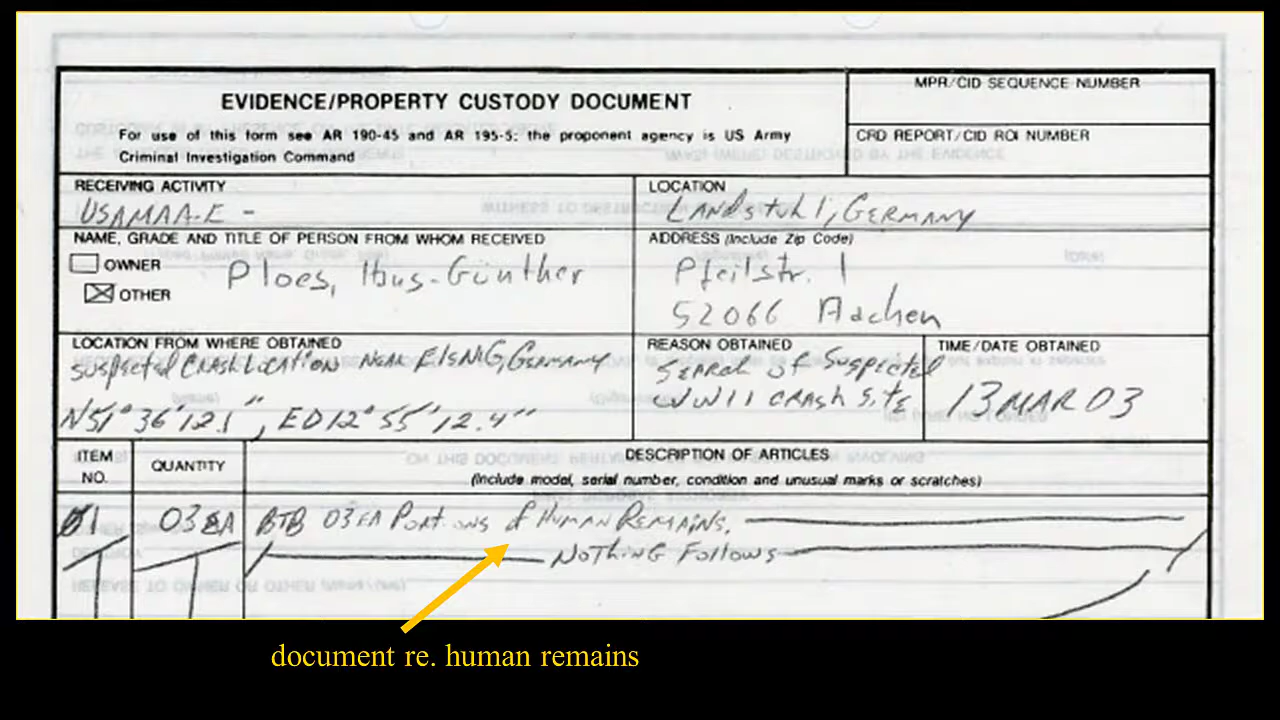 MPR/CID SEQUENCE NUMBER
EVIDENCE/PROPERTY CUSTODY DOCUMENT
For use of this form see AR 190-45 and AR 195-5; the proponent agency is US Army
Criminal Investigation Command
CRD REPORT/CID ROI NUMBER
RECEIVING ACTIVITY
USAMAA-E -
LOCATION
LANDstuhl, GERMANY
NAME, GRADE AND TITLE OF PERSON FROM WHOM RECEIVED
OWNER
OTHER
Ploes, Hans-Günther
ADDRESS (Include Zip Code)
Pfeilstr. 1
52066 Aachen
LOCATION FROM WHERE OBTAINED
suspected CRASH LOCATION NEAR ElsNIG, GERMANY
N51° 36' 12.1", E012° 55' 12.4"
REASON OBTAINED
SEARCH of Suspected
WWII CRASH SitE
TIME/DATE OBTAINED
13 MAR 03
ITEM
NO.
QUANTITY
DESCRIPTION OF ARTICLES
(Include model, serial number, condition and unusual marks or scratches)
01 03 EA BTB 03 EA PORtions of HUMAN REMAINS.
NOTHING Follows
document re. human remains